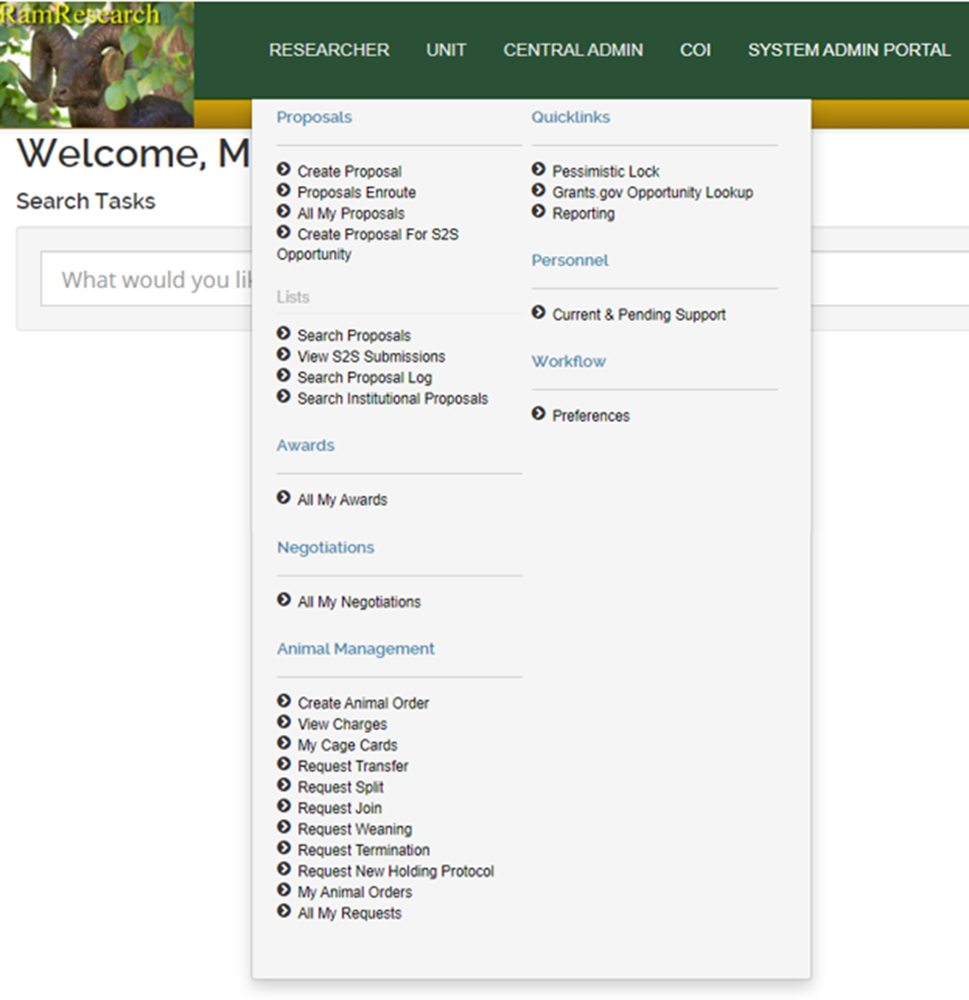 RamResearch
RESEARCHER UNIT CENTRAL ADMIN COI SYSTEM ADMIN PORTAL
Welcome, M
Search Tasks
What would you lik
Proposals
Create Proposal
Proposals Enroute
All My Proposals
Create Proposal For S2S
Opportunity
Lists
Search Proposals
View S2S Submissions
Search Proposal Log
Search Institutional Proposals
Awards
All My Awards
Negotiations
All My Negotiations
Animal Management
Create Animal Order
View Charges
My Cage Cards
Request Transfer
Request Split
Request Join
Request Weaning
Request Termination
Request New Holding Protocol
My Animal Orders
All My Requests
Quicklinks
Pessimistic Lock
Grants.gov Opportunity Lookup
Reporting
Personnel
Current & Pending Support
Workflow
Preferences